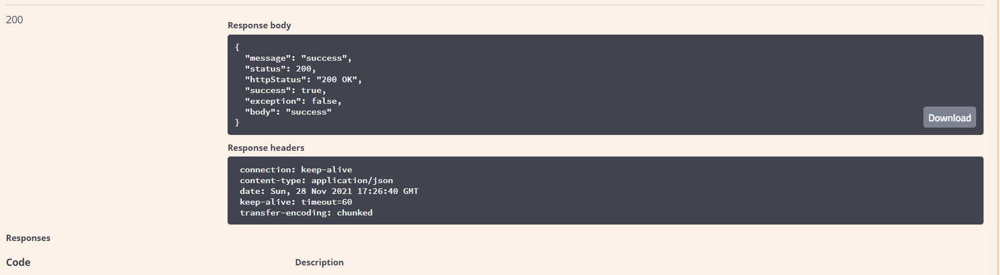 200
Response body
{
  "message": "success",
  "status": 200,
  "httpStatus": "200 OK",
  "success": true,
  "exception": false,
  "body": "success"
}
Download
Response headers
connection: keep-alive
content-type: application/json
date: Sun, 28 Nov 2021 17:26:40 GMT
keep-alive: timeout=60
transfer-encoding: chunked
Responses
Code Description